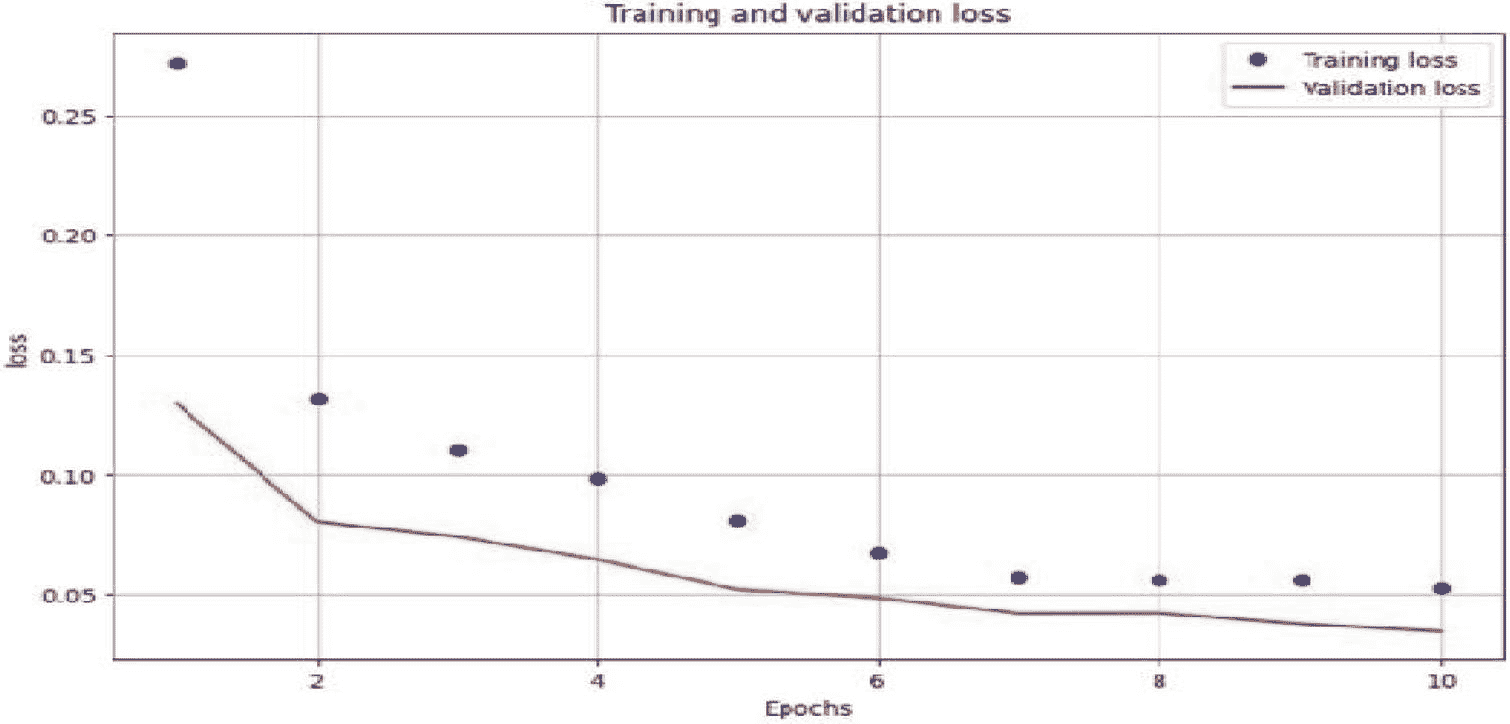 Training and validation loss
Training loss
Validation loss
0.25
0.20
0.15
0.10
0.05
loss
2
4
6
8
10
Epochs